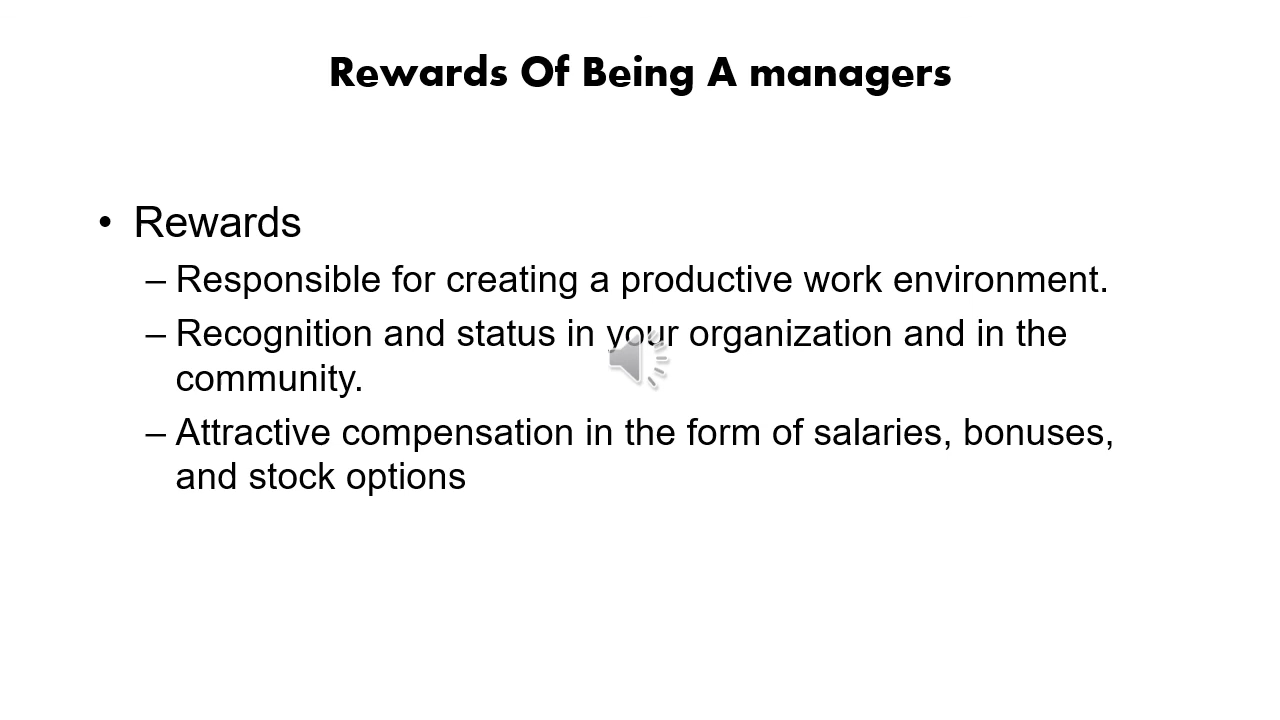 Rewards Of Being A managers
• Rewards
– Responsible for creating a productive work environment.
– Recognition and status in your organization and in the
community.
– Attractive compensation in the form of salaries, bonuses,
and stock options